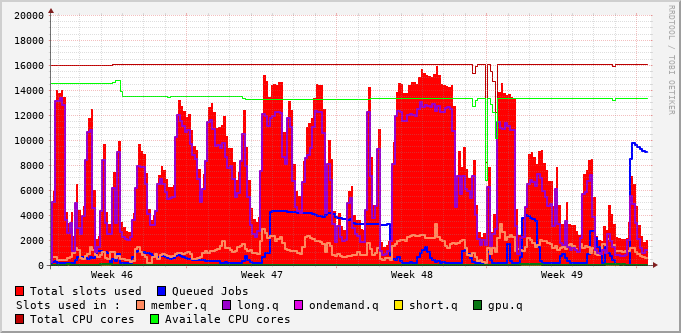 20000
18000
16000
14000
12000
10000
8000
6000
4000
2000
0
Week 46 Week 47 Week 48 Week 49
RRDTOOL / TOBI OETIKER
Total slots used Queued Jobs
Slots used in : member.q long.q ondemand.q short.q gpu.q
Total CPU cores Availale CPU cores